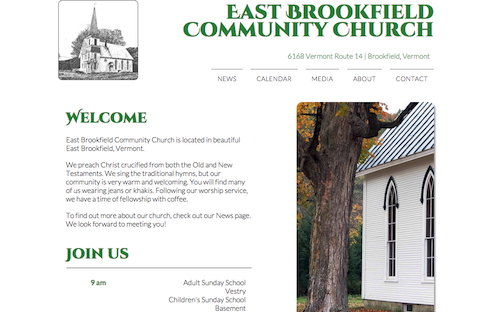 East Brookfield
Community Church
6168 Vermont Route 14 | Brookfield, Vermont
NEWS CALENDAR MEDIA ABOUT CONTACT
Welcome
East Brookfield Community Church is located in beautiful
East Brookfield, Vermont.
We preach Christ crucified from both the Old and New
Testaments. We sing the traditional hymns, but our
community is very warm and welcoming. You will find many
of us wearing jeans or khakis. Following our worship service,
we have a time of fellowship with coffee.
To find out more about our church, check out our News page.
We look forward to meeting you!
Join us
9 am Adult Sunday School
Vestry
Children's Sunday School
Basement